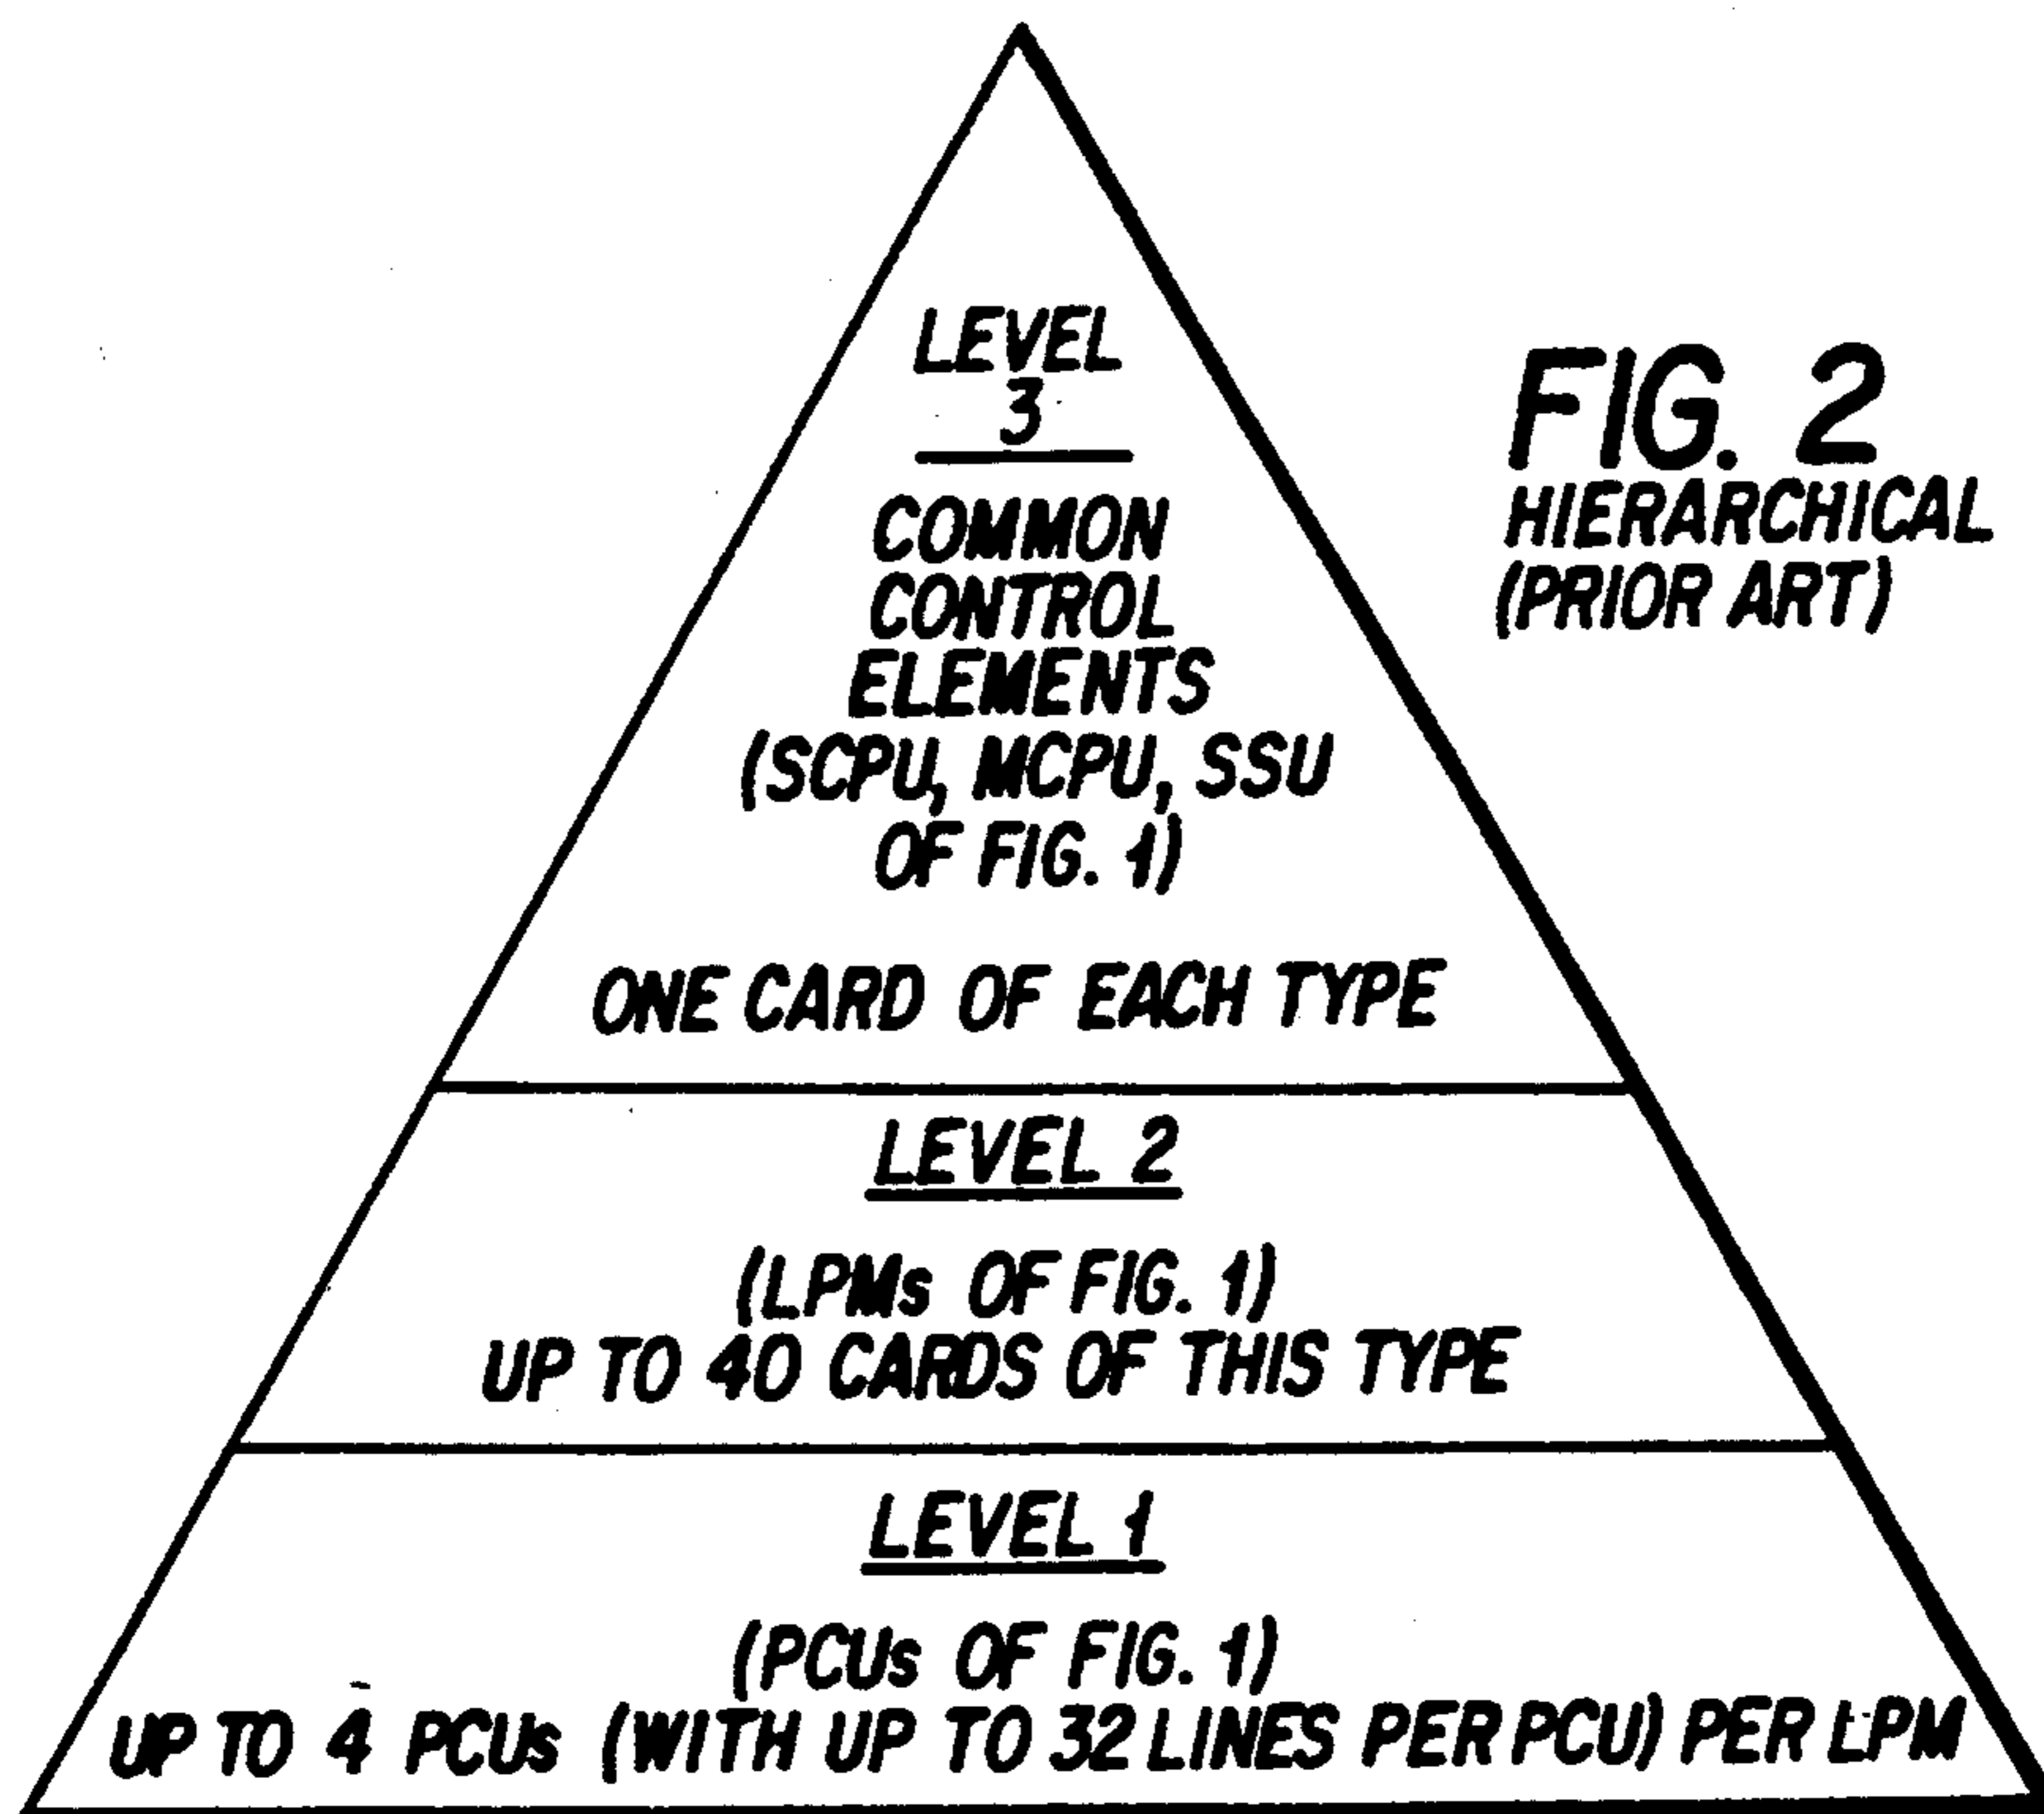 LEVEL
3
COMMON
CONTROL
ELEMENTS
(SCPU, MCPU, SSU
OF FIG. 1)
ONE CARD OF EACH TYPE
FIG. 2
HIERARCHICAL
(PRIOR ART)
LEVEL 2
(LPMs OF FIG. 1)
UP TO 40 CARDS OF THIS TYPE
LEVEL 1
(PCUs OF FIG. 1)
UP TO 4 PCUs (WITH UP TO 32 LINES PER PCU) PER LPM